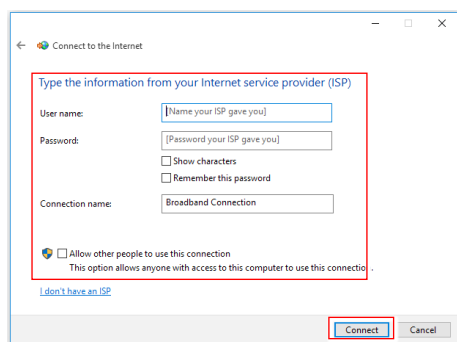 Connect to the Internet
Type the information from your Internet service provider (ISP)
User name:
[Name your ISP gave you]
Password:
[Password your ISP gave you]
Show characters
Remember this password
Connection name:
Broadband Connection
Allow other people to use this connection
This option allows anyone with access to this computer to use this connection.
I don't have an ISP
Connect
Cancel